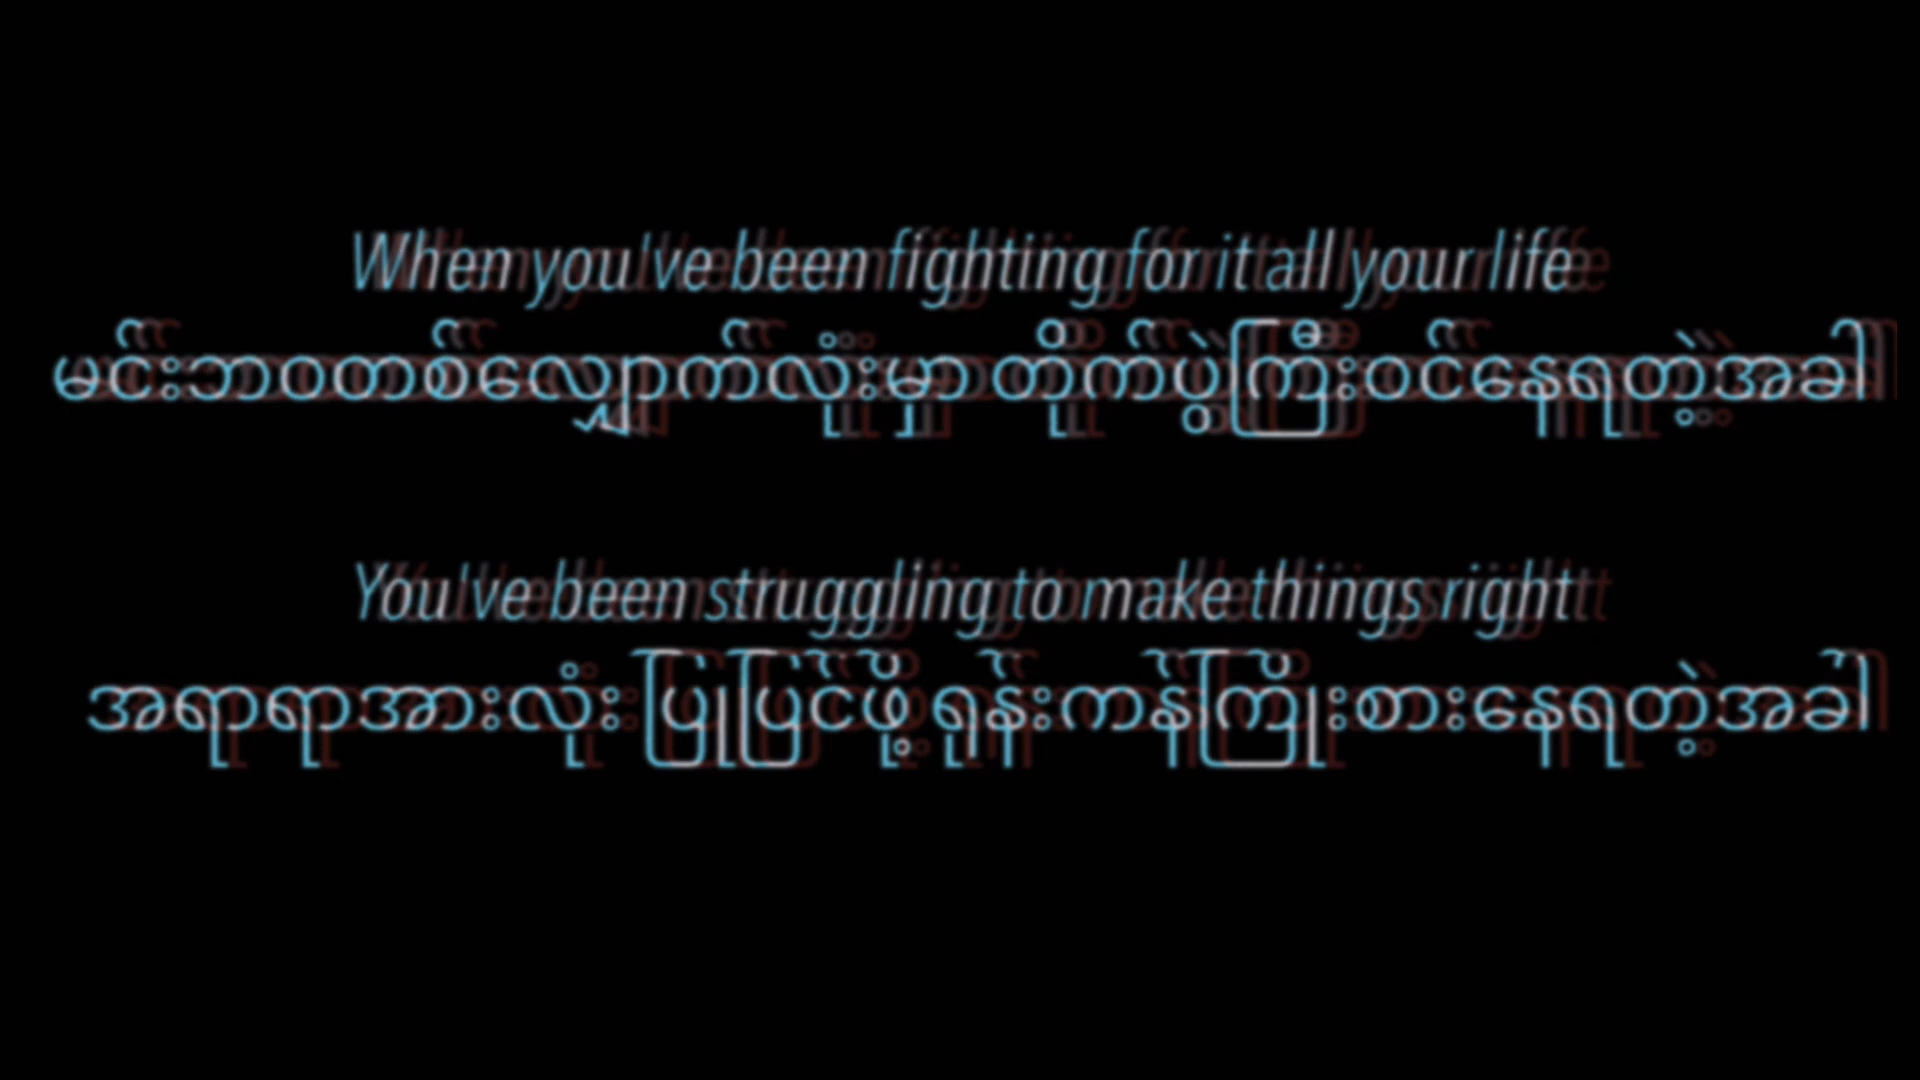 When you've been fighting for it all your life
မင်းဘဝတစ်လျှောက်လုံးမှာ တိုက်ပွဲကြီးဝင်နေရတဲ့အခါ
You've been struggling to make things right
အရာရာအားလုံး ပြုပြင်ဖို့ ရုန်းကန်ကြိုးစားနေရတဲ့အခါ